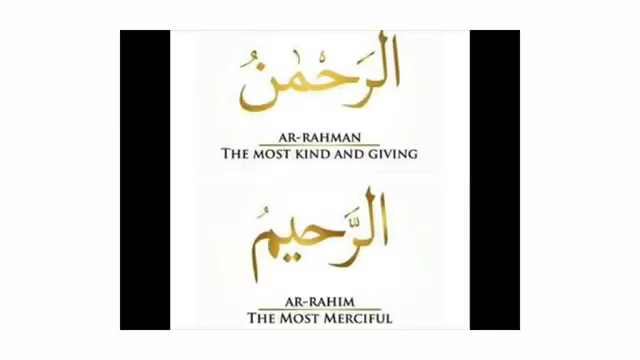 الرَحْمٰنُ
AR-RAHMAN
THE MOST KIND AND GIVING
الرَّحِيمُ
AR-RAHIM
THE MOST MERCIFUL